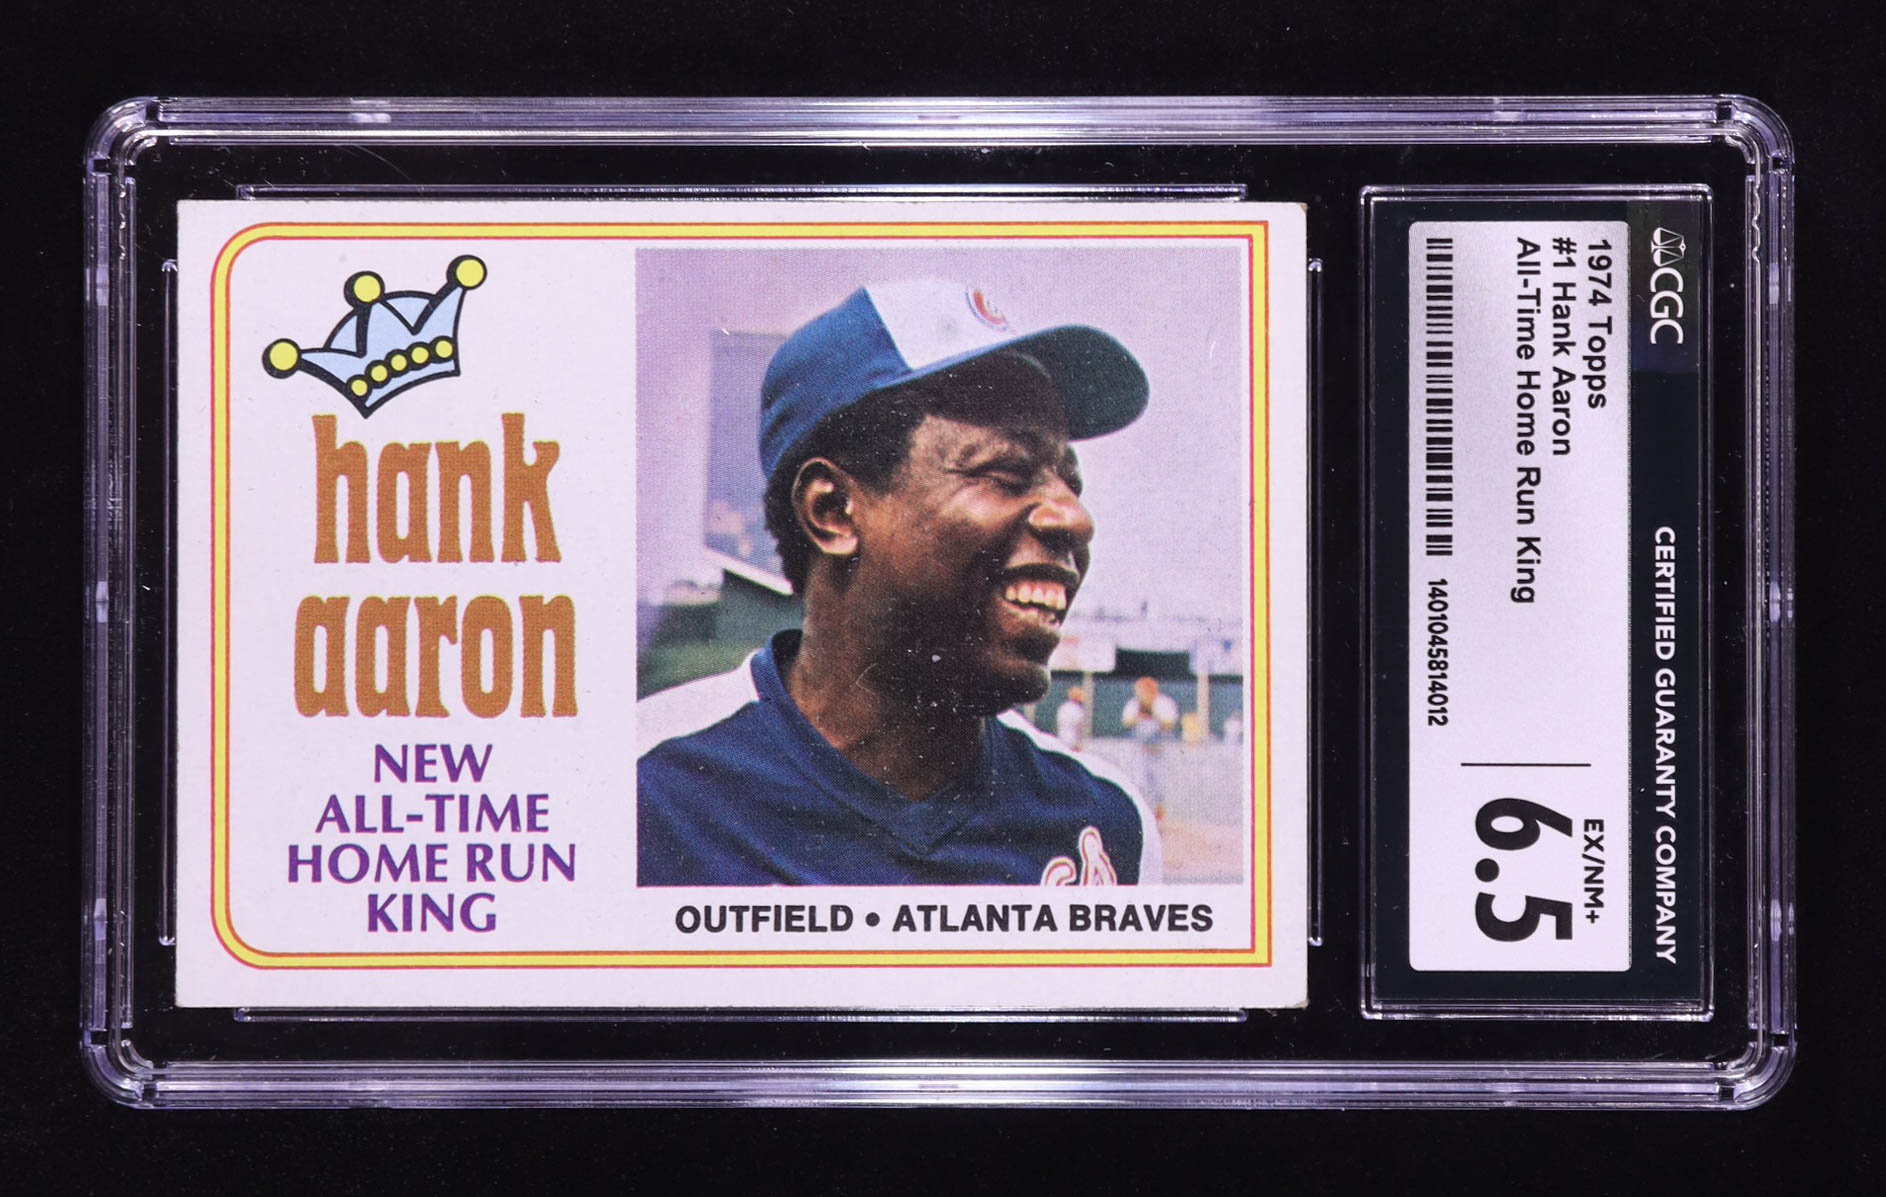 hank
aaron
NEW
ALL-TIME
HOME RUN
KING
OUTFIELD • ATLANTA BRAVES
CGC
CERTIFIED GUARANTY COMPANY
1974 Topps
#1 Hank Aaron
All-Time Home Run King
1401045814012
EX/NM+
6.5